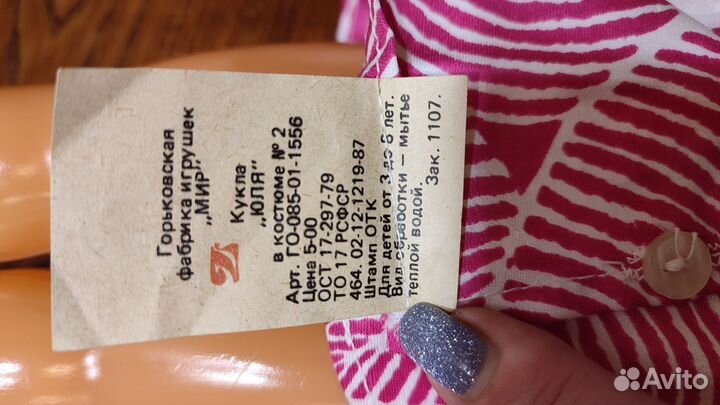 Горьковская
фабрика игрушек
„МИР"
Кукла
„ЮЛЯ"
в костюме № 2
Арт. ГО-085-01-1556
Цена 5-00
ОСТ 17-297-79
ТО 17 РСФСР
464. 02-12-1219-87
Штамп ОТК
Для детей от 3 до 6 лет.
Вид обработки — мытье
теплой водой.
Зак. 1107.
Avito